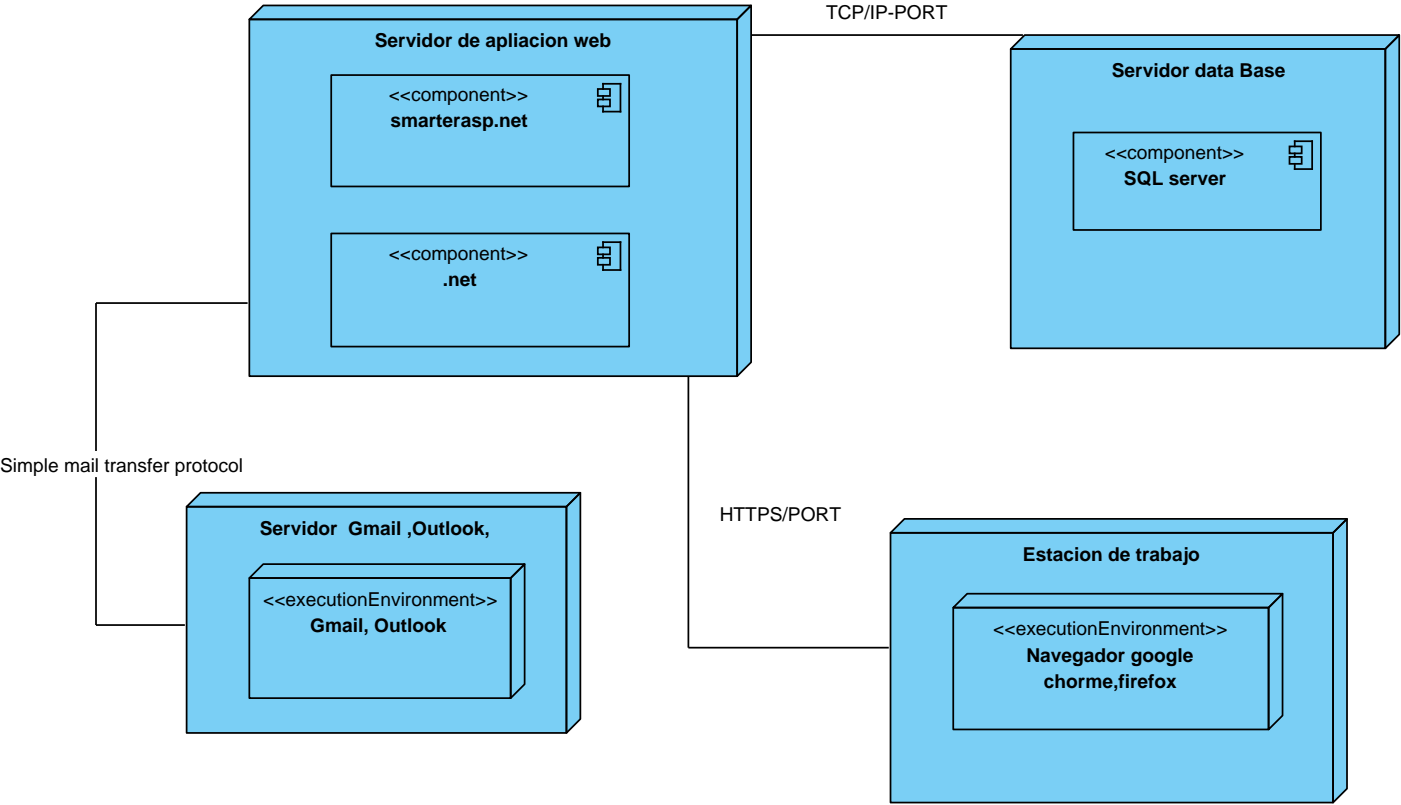 TCP/IP-PORT
Servidor de apliacion web
<<component>>
smarterasp.net
<<component>>
.net
Servidor data Base
<<component>>
SQL server
Simple mail transfer protocol
HTTPS/PORT
Servidor  Gmail ,Outlook,
<<executionEnvironment>>
Gmail, Outlook
Estacion de trabajo
<<executionEnvironment>>
Navegador google
chorme,firefox